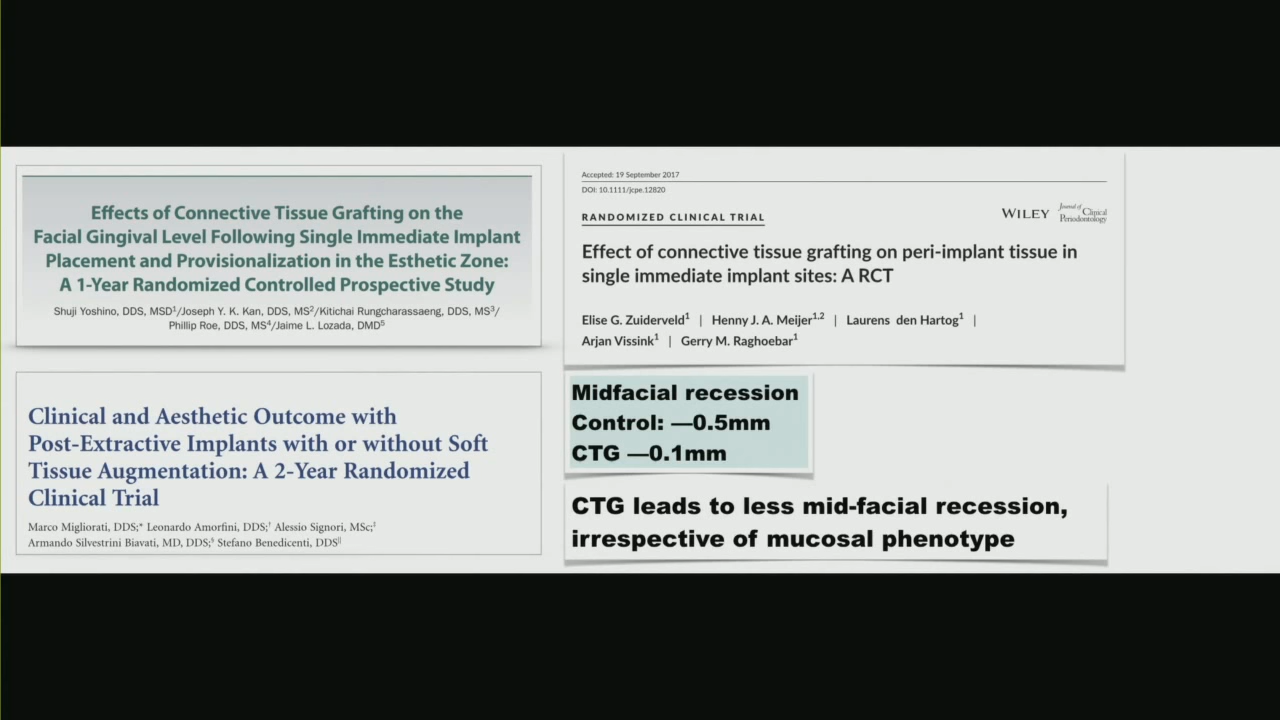 Effects of Connective Tissue Grafting on the
Facial Gingival Level Following Single Immediate Implant
Placement and Provisionalization in the Esthetic Zone:
A 1-Year Randomized Controlled Prospective Study
Shuji Yoshino, DDS, MSD¹/Joseph Y. K. Kan, DDS, MS²/Kitichai Rungcharassaeng, DDS, MS³/
Phillip Roe, DDS, MS⁴/Jaime L. Lozada, DMD⁵
Clinical and Aesthetic Outcome with
Post-Extractive Implants with or without Soft
Tissue Augmentation: A 2-Year Randomized
Clinical Trial
Marco Migliorati, DDS;* Leonardo Amorfini, DDS;† Alessio Signori, MSc;‡
Armando Silvestrini Biavati, MD, DDS;§ Stefano Benedicenti, DDS‖
Accepted: 19 September 2017
DOI: 10.1111/jcpe.12820
RANDOMIZED CLINICAL TRIAL
WILEY
Journal of Clinical
Periodontology
Effect of connective tissue grafting on peri-implant tissue in
single immediate implant sites: A RCT
Elise G. Zuiderveld¹ | Henny J. A. Meijer¹,² | Laurens den Hartog¹ |
Arjan Vissink¹ | Gerry M. Raghoebar¹
Midfacial recession
Control: —0.5mm
CTG —0.1mm
CTG leads to less mid-facial recession,
irrespective of mucosal phenotype